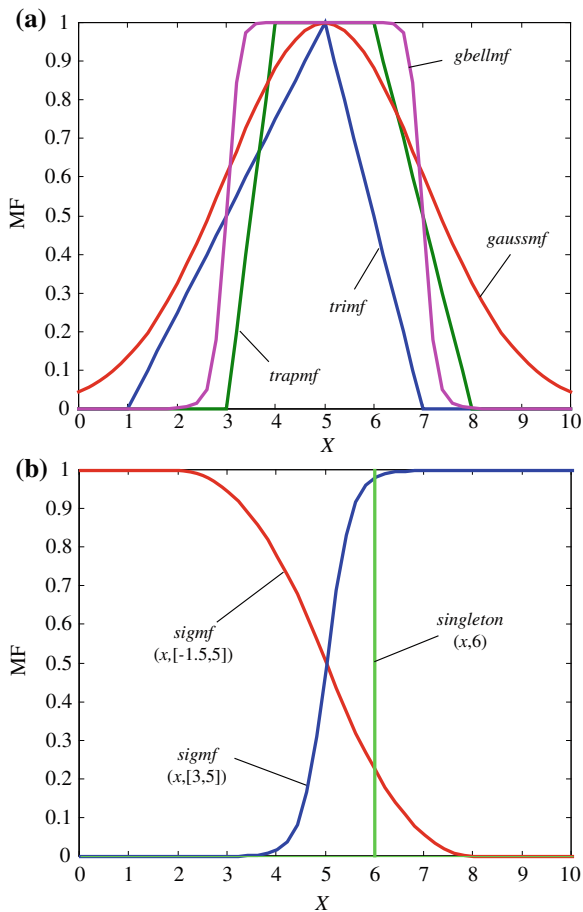 (a)
1
0.9
0.8
0.7
0.6
0.5
0.4
0.3
0.2
0.1
0
MF
gbellmf
gaussmf
trimf
trapmf
0 1 2 3 4 5 6 7 8 9 10
X
(b)
1
0.9
0.8
0.7
0.6
0.5
0.4
0.3
0.2
0.1
0
MF
sigmf
(x,[-1.5,5])
singleton
(x,6)
sigmf
(x,[3,5])
0 1 2 3 4 5 6 7 8 9 10
X